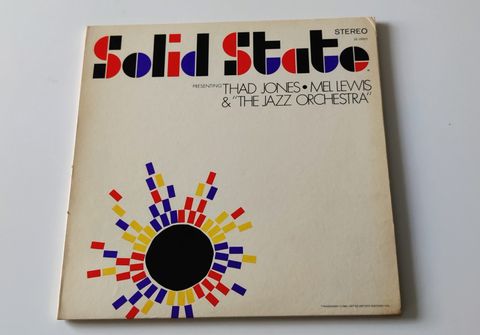 STEREO
Solid State
PRESENTING THAD JONES • MEL LEWIS
& "THE JAZZ ORCHESTRA"